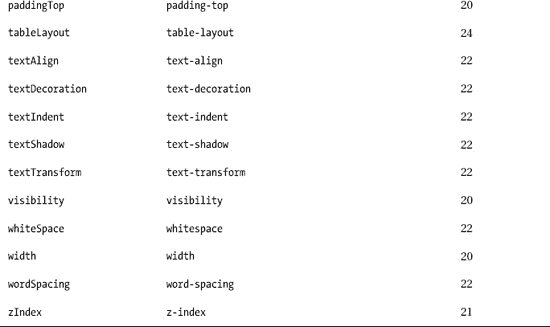 paddingTop padding-top 20
tableLayout table-layout 24
textAlign text-align 22
textDecoration text-decoration 22
textIndent text-indent 22
textShadow text-shadow 22
textTransform text-transform 22
visibility visibility 20
whiteSpace whitespace 22
width width 20
wordSpacing word-spacing 22
zIndex z-index 21